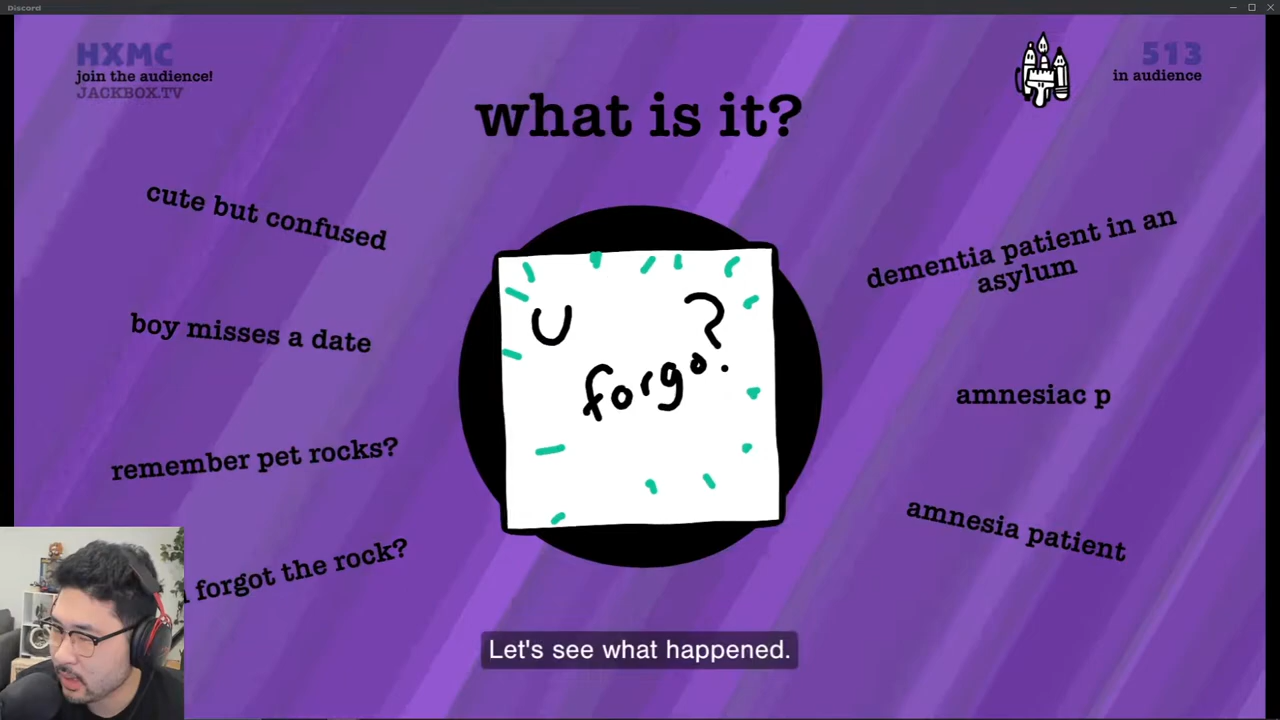 Discord
HXMC
join the audience!
JACKBOX.TV
513
in audience
what is it?
cute but confused
boy misses a date
remember pet rocks?
forgot the rock?
U ?
forgo.
dementia patient in an
asylum
amnesiac p
amnesia patient
Let's see what happened.